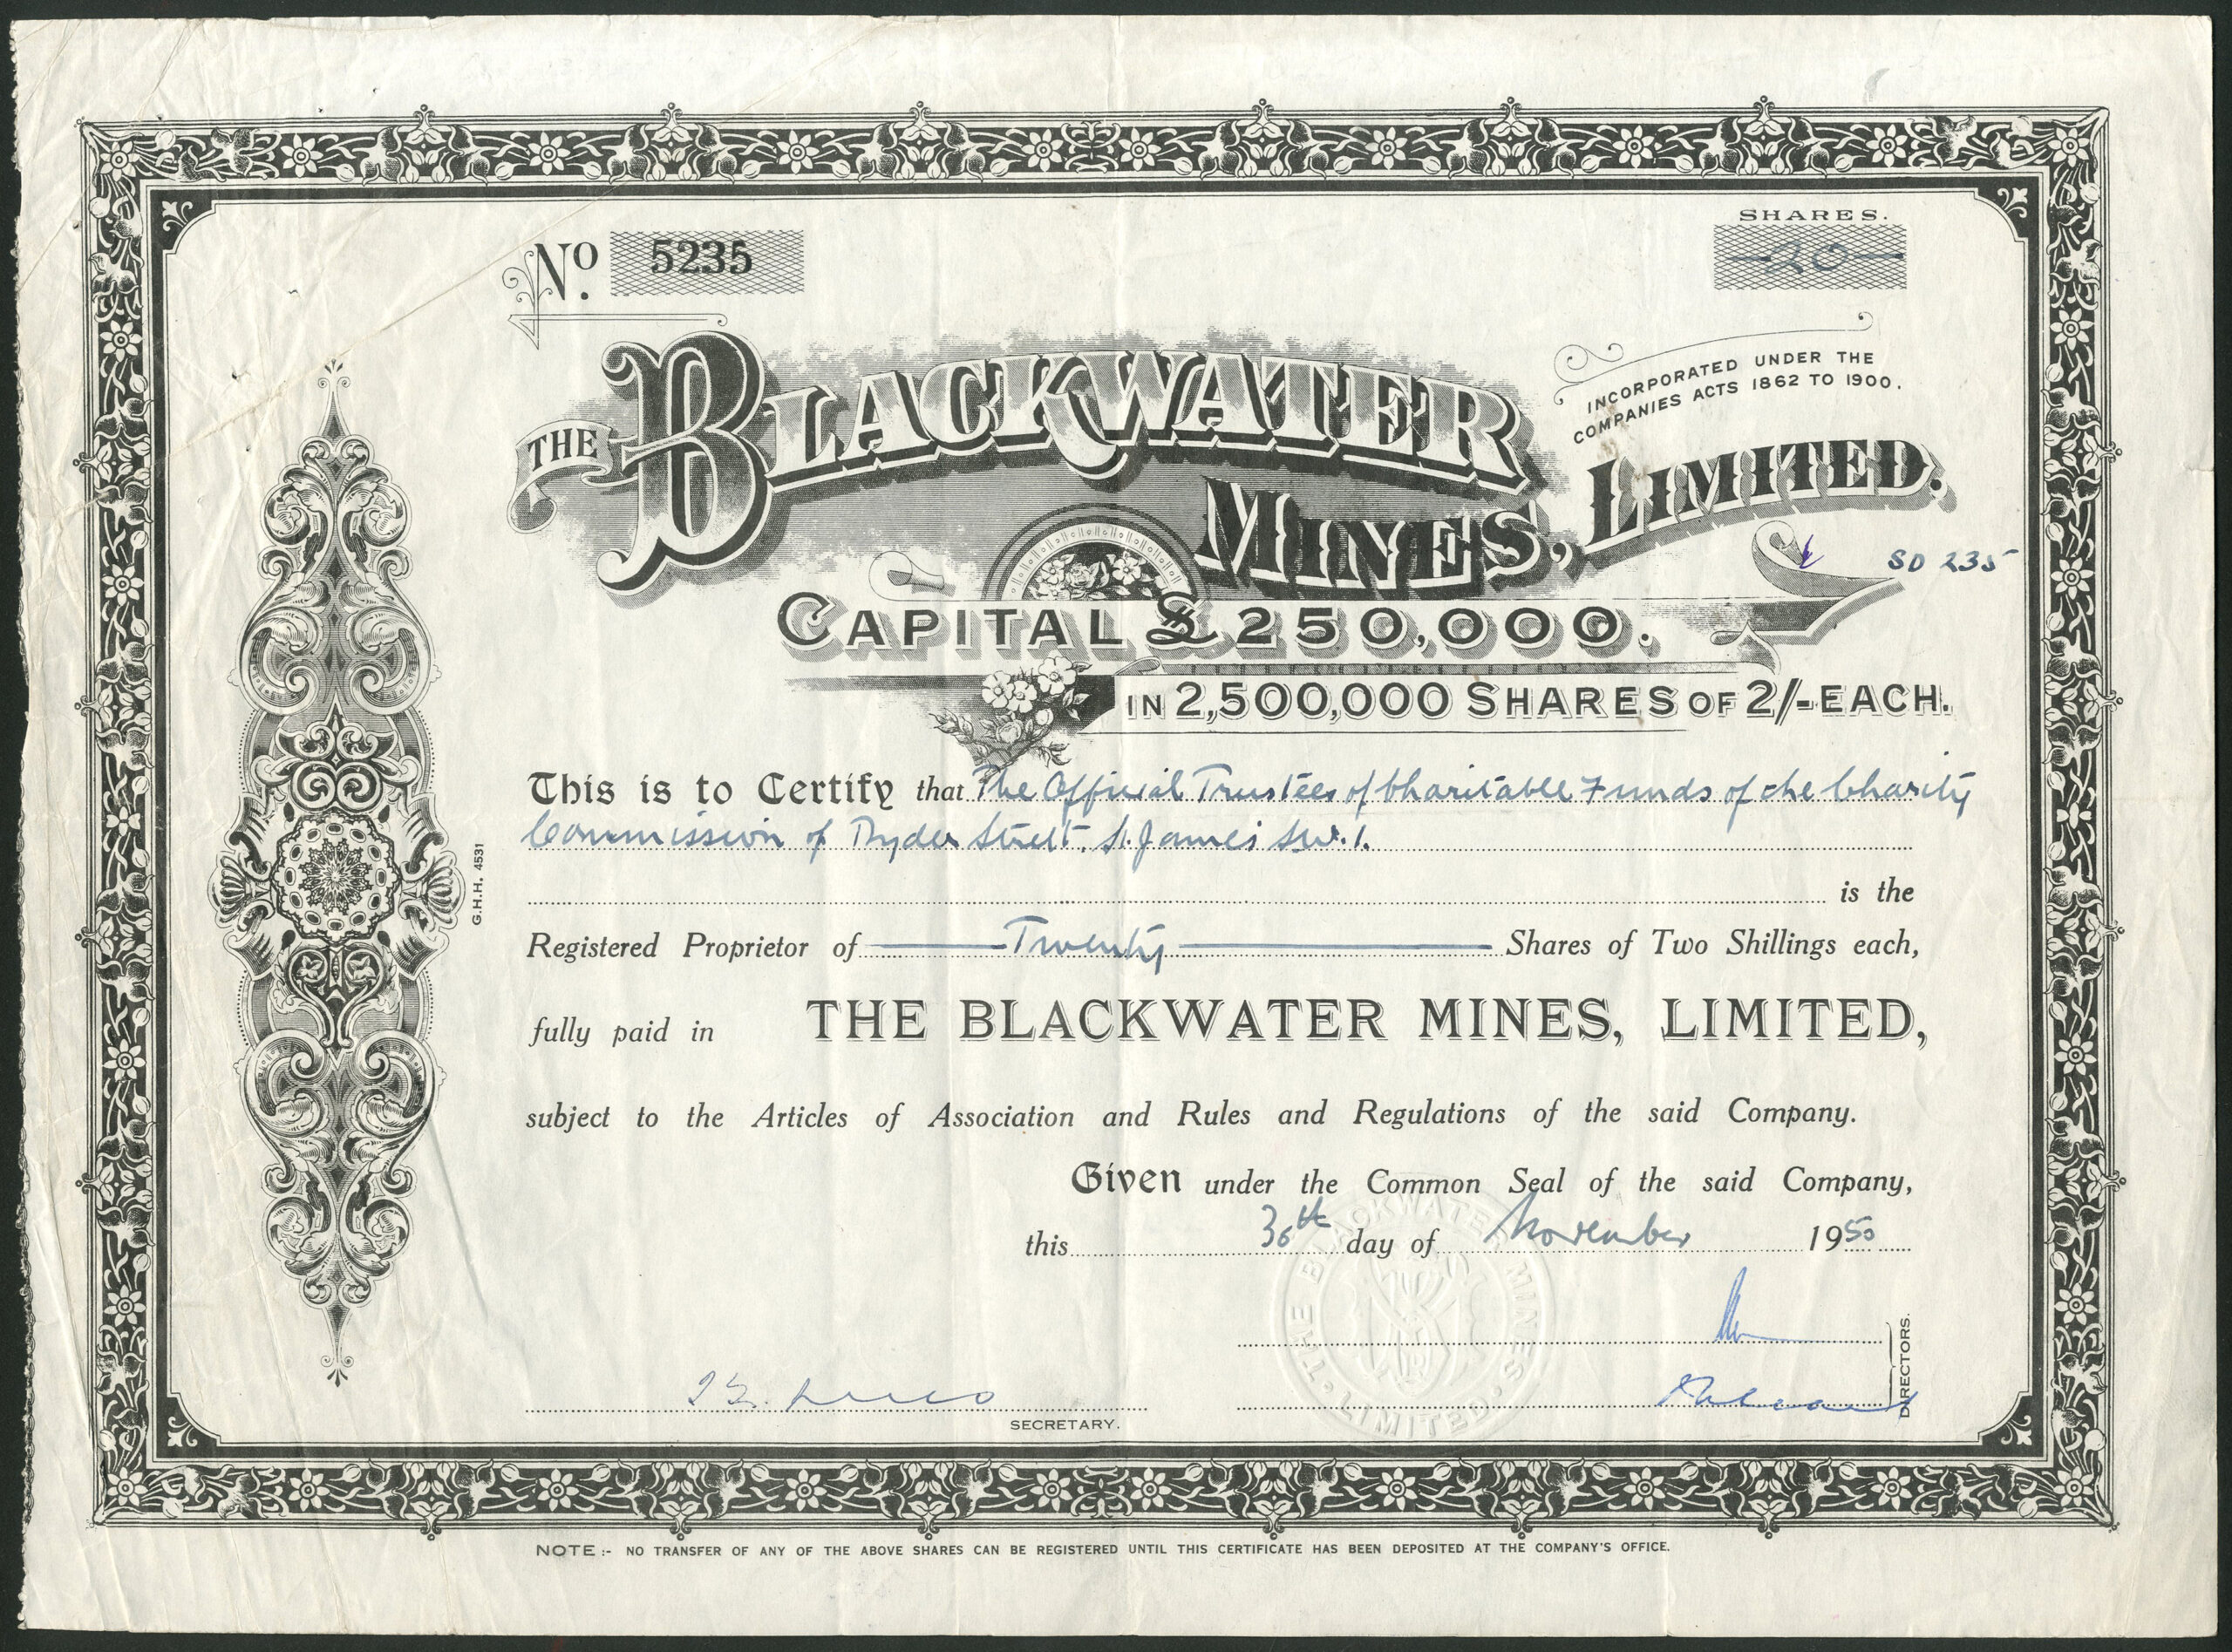 SHARES.
No. 5235
20
INCORPORATED UNDER THE
COMPANIES ACTS 1862 TO 1900.
THE BLACKWATER
MINES, LIMITED.
SD 235
CAPITAL £250,000.
IN 2,500,000 SHARES OF 2/- EACH.
This is to Certify that The Official Trustees of Charitable Funds of the Charity
Commission of Ryder Street. St. James S.W.1.
is the
G.H.H. 4531
Registered Proprietor of Twenty Shares of Two Shillings each,
fully paid in THE BLACKWATER MINES, LIMITED,
subject to the Articles of Association and Rules and Regulations of the said Company.
Given under the Common Seal of the said Company,
this 30th day of November 1950
THE BLACKWATER MINES LIMITED
DIRECTORS.
SECRETARY.
NOTE :- NO TRANSFER OF ANY OF THE ABOVE SHARES CAN BE REGISTERED UNTIL THIS CERTIFICATE HAS BEEN DEPOSITED AT THE COMPANY'S OFFICE.